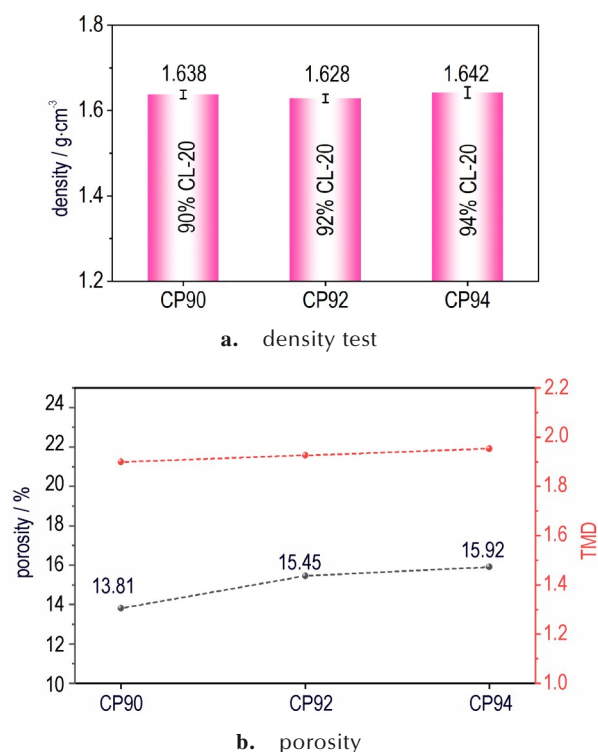 1.8
1.6
1.4
1.2
density / g·cm⁻³
1.638
1.628
1.642
90% CL-20
92% CL-20
94% CL-20
CP90
CP92
CP94
a. density test
24
22
20
18
16
14
12
10
porosity / %
13.81
15.45
15.92
2.2
2.0
1.8
1.6
1.4
1.2
1.0
TMD
CP90
CP92
CP94
b. porosity